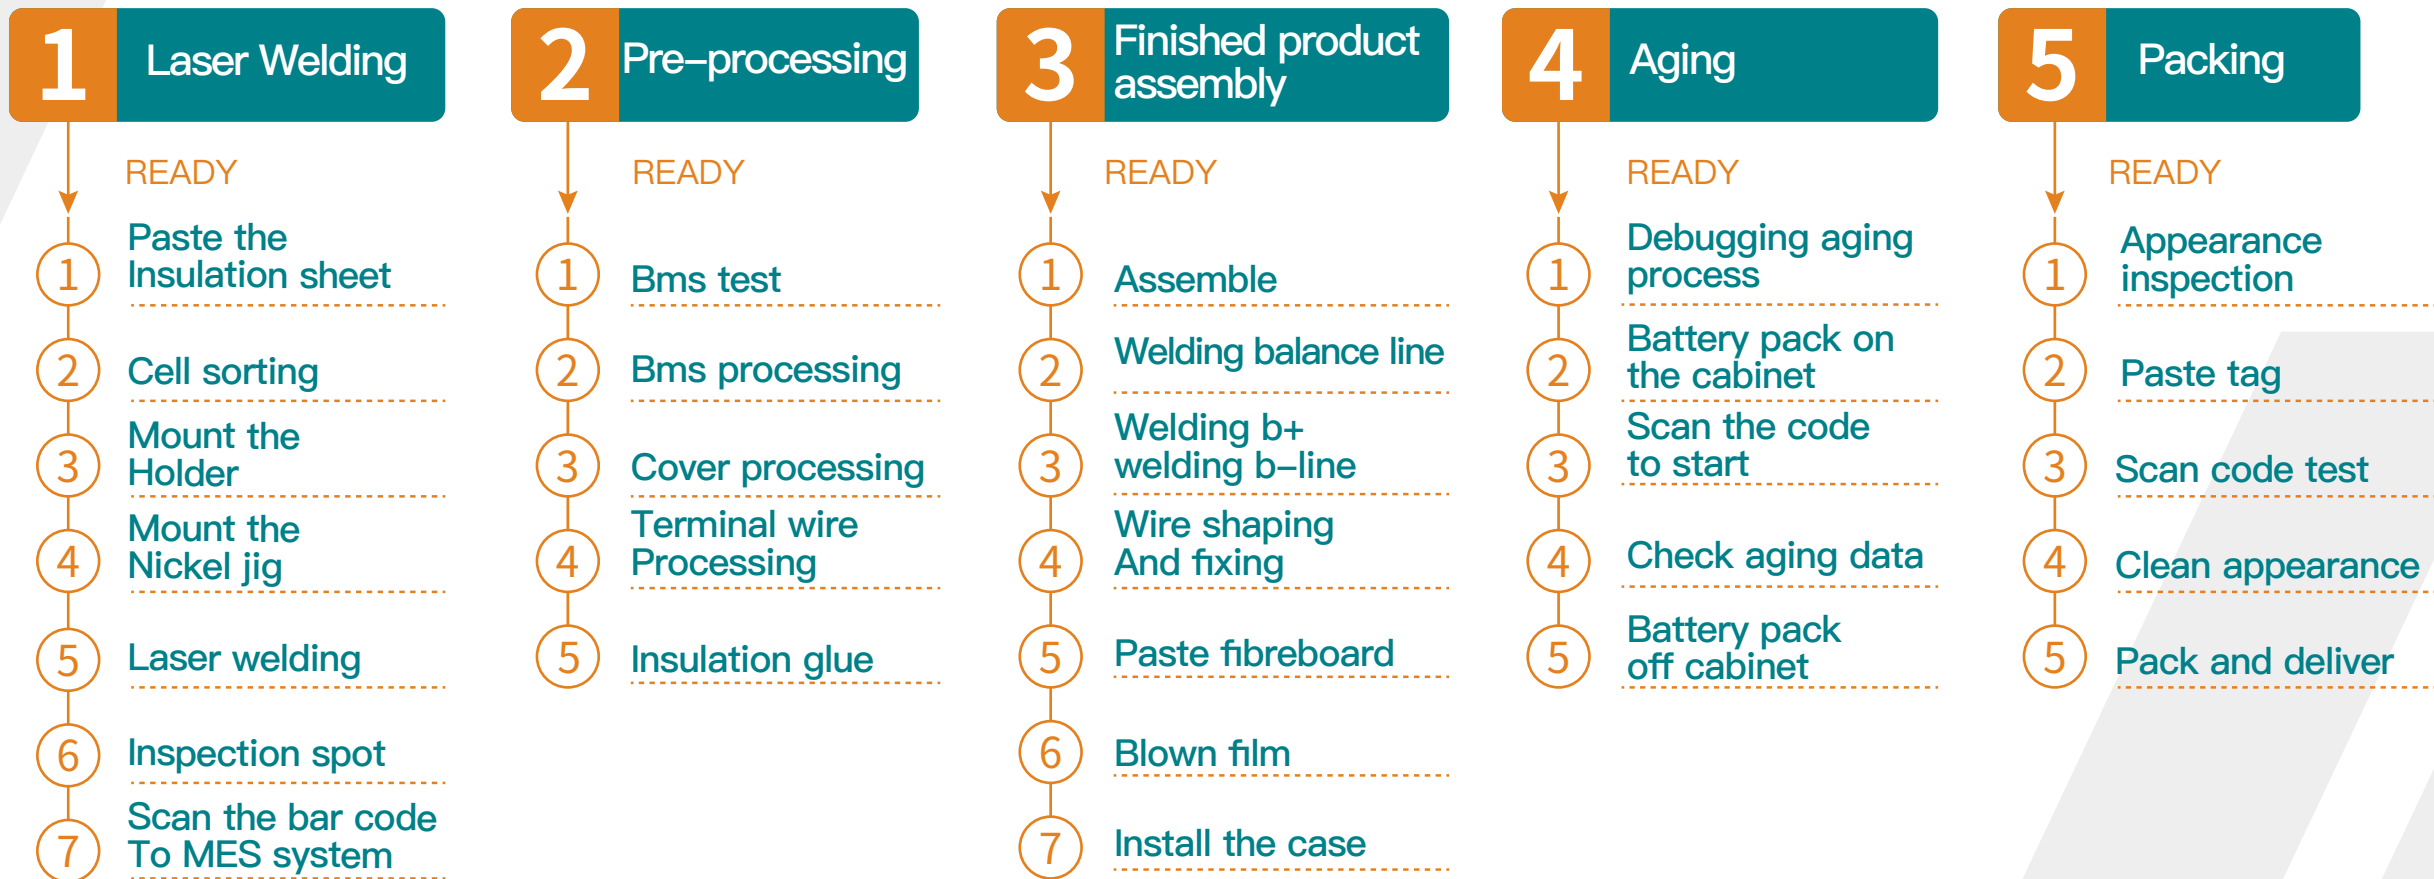 1
Laser Welding
READY
1
Paste the
Insulation sheet
2
Cell sorting
3
Mount the
Holder
4
Mount the
Nickel jig
5
Laser welding
6
Inspection spot
7
Scan the bar code
To MES system
2
Pre-processing
READY
1
Bms test
2
Bms processing
3
Cover processing
4
Terminal wire
Processing
5
Insulation glue
3
Finished product
assembly
READY
1
Assemble
2
Welding balance line
3
Welding b+
welding b-line
4
Wire shaping
And fixing
5
Paste fibreboard
6
Blown film
7
Install the case
4
Aging
READY
1
Debugging aging
process
2
Battery pack on
the cabinet
3
Scan the code
to start
4
Check aging data
5
Battery pack
off cabinet
5
Packing
READY
1
Appearance
inspection
2
Paste tag
3
Scan code test
4
Clean appearance
5
Pack and deliver